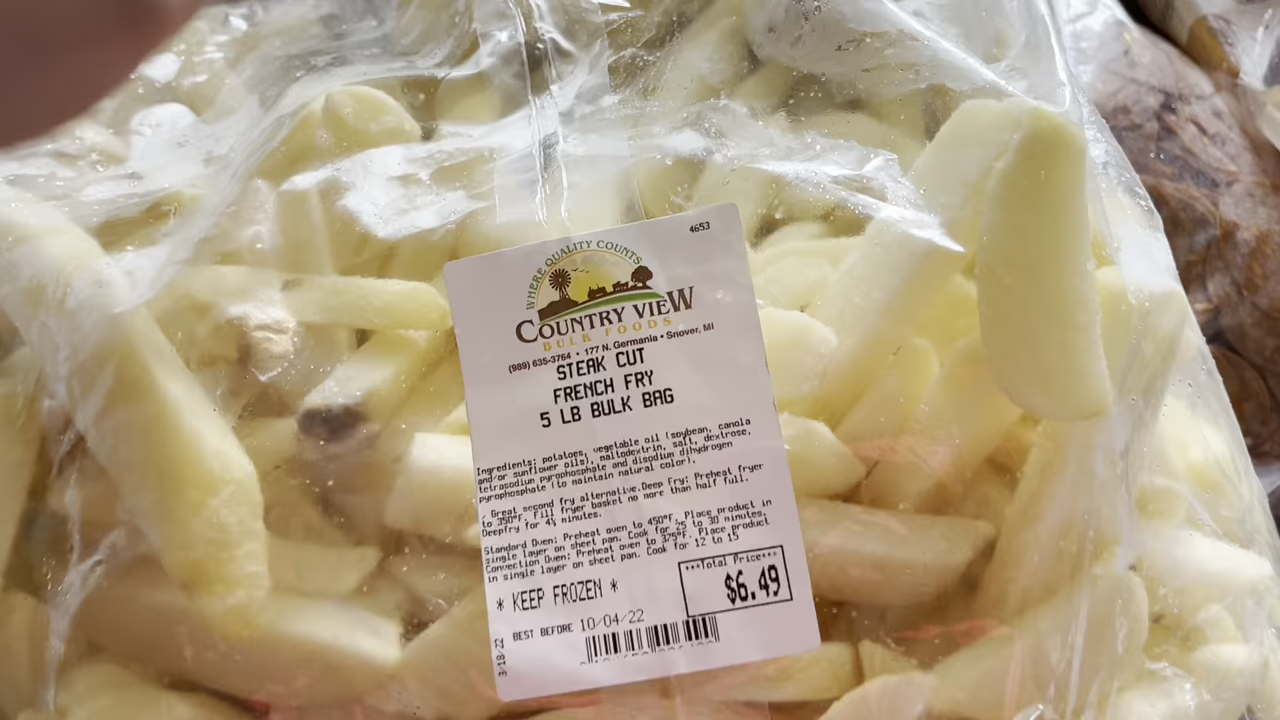 4653
WHERE QUALITY COUNTS
COUNTRY VIEW
BULK FOODS
(989) 635-3764 • 177 N. Germania • Snover, MI
STEAK CUT
FRENCH FRY
5 LB BULK BAG
Ingredients: potatoes, vegetable oil (soybean, canola
and/or sunflower oils), maltodextrin, salt, dextrose,
tetrasodium pyrophosphate and disodium dihydrogen
pyrophosphate (to maintain natural color).
Great second fry alternative.Deep Fry: Preheat fryer
to 350°F. Fill fryer basket no more than half full.
Deepfry for 4½ minutes.
Standard Oven: Preheat oven to 450°F. Place product in
single layer on sheet pan. Cook for 25 to 30 minutes.
Convection Oven: Preheat oven to 375°F. Place product
in single layer on sheet pan. Cook for 12 to 15
***Total Price***
$6.49
* KEEP FROZEN *
BEST BEFORE 10/04/22
3/18/22